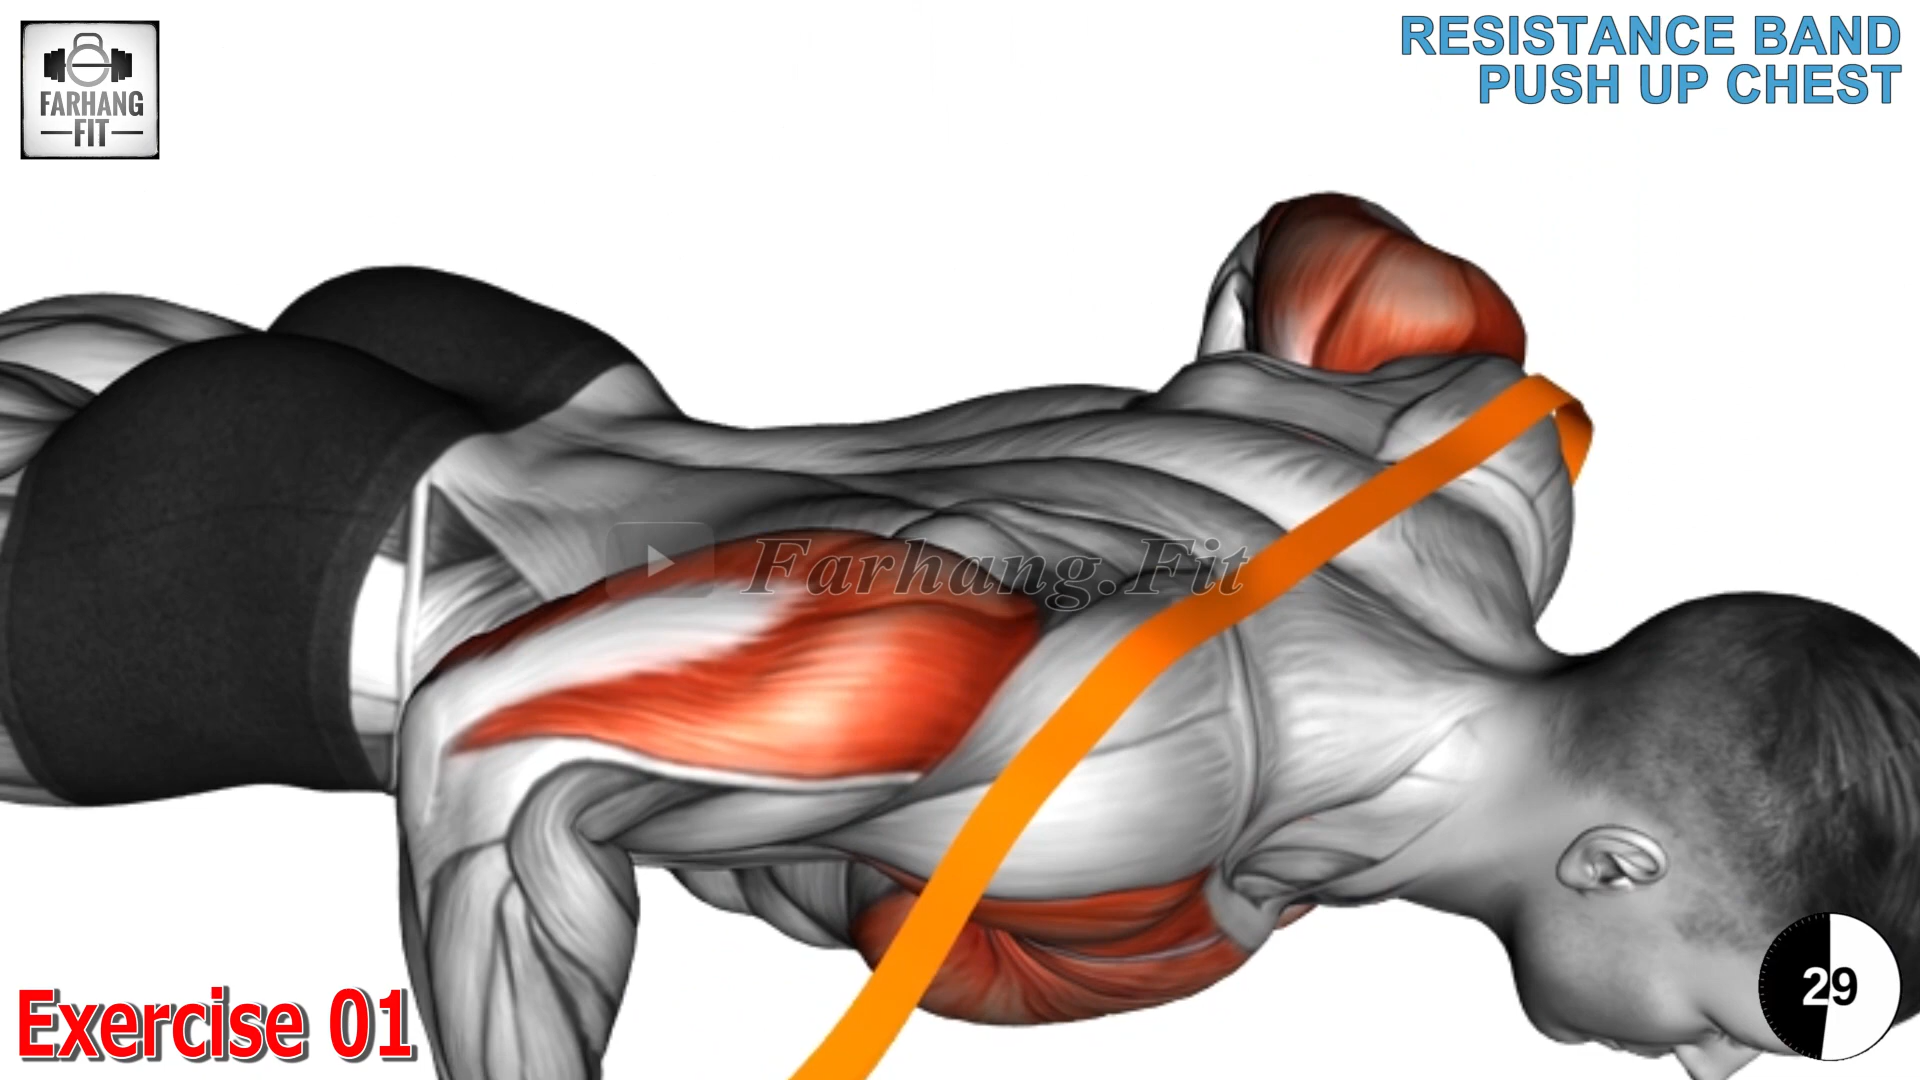 FARHANG
FIT
RESISTANCE BAND
PUSH UP CHEST
Farhang.Fit
Exercise 01
29